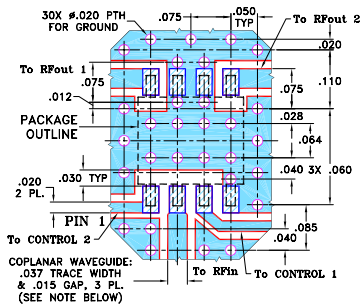 30X ø.020 PTH
FOR GROUND
.075
.050
TYP
To RFout 2
.020
To RFout 1
.075
.110
.075
.012
.028
PACKAGE
OUTLINE
.064
3X .060
.030 TYP
.040
.020
2 PL.
PIN 1
.085
To CONTROL 2
.040
COPLANAR WAVEGUIDE:
.037 TRACE WIDTH
& .015 GAP, 3 PL.
(SEE NOTE BELOW)
To RFin
To CONTROL 1